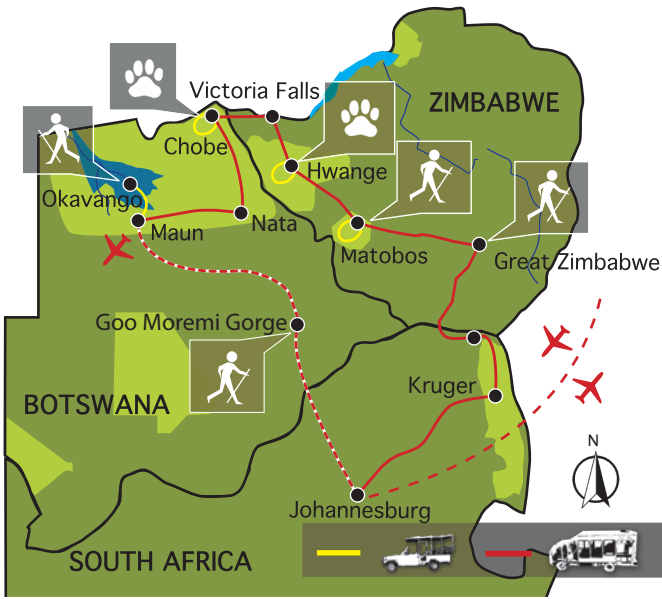 Victoria Falls
ZIMBABWE
Chobe
Hwange
Okavango
Nata
Maun
Matobos
Great Zimbabwe
Goo Moremi Gorge
Kruger
BOTSWANA
N
Johannesburg
SOUTH AFRICA